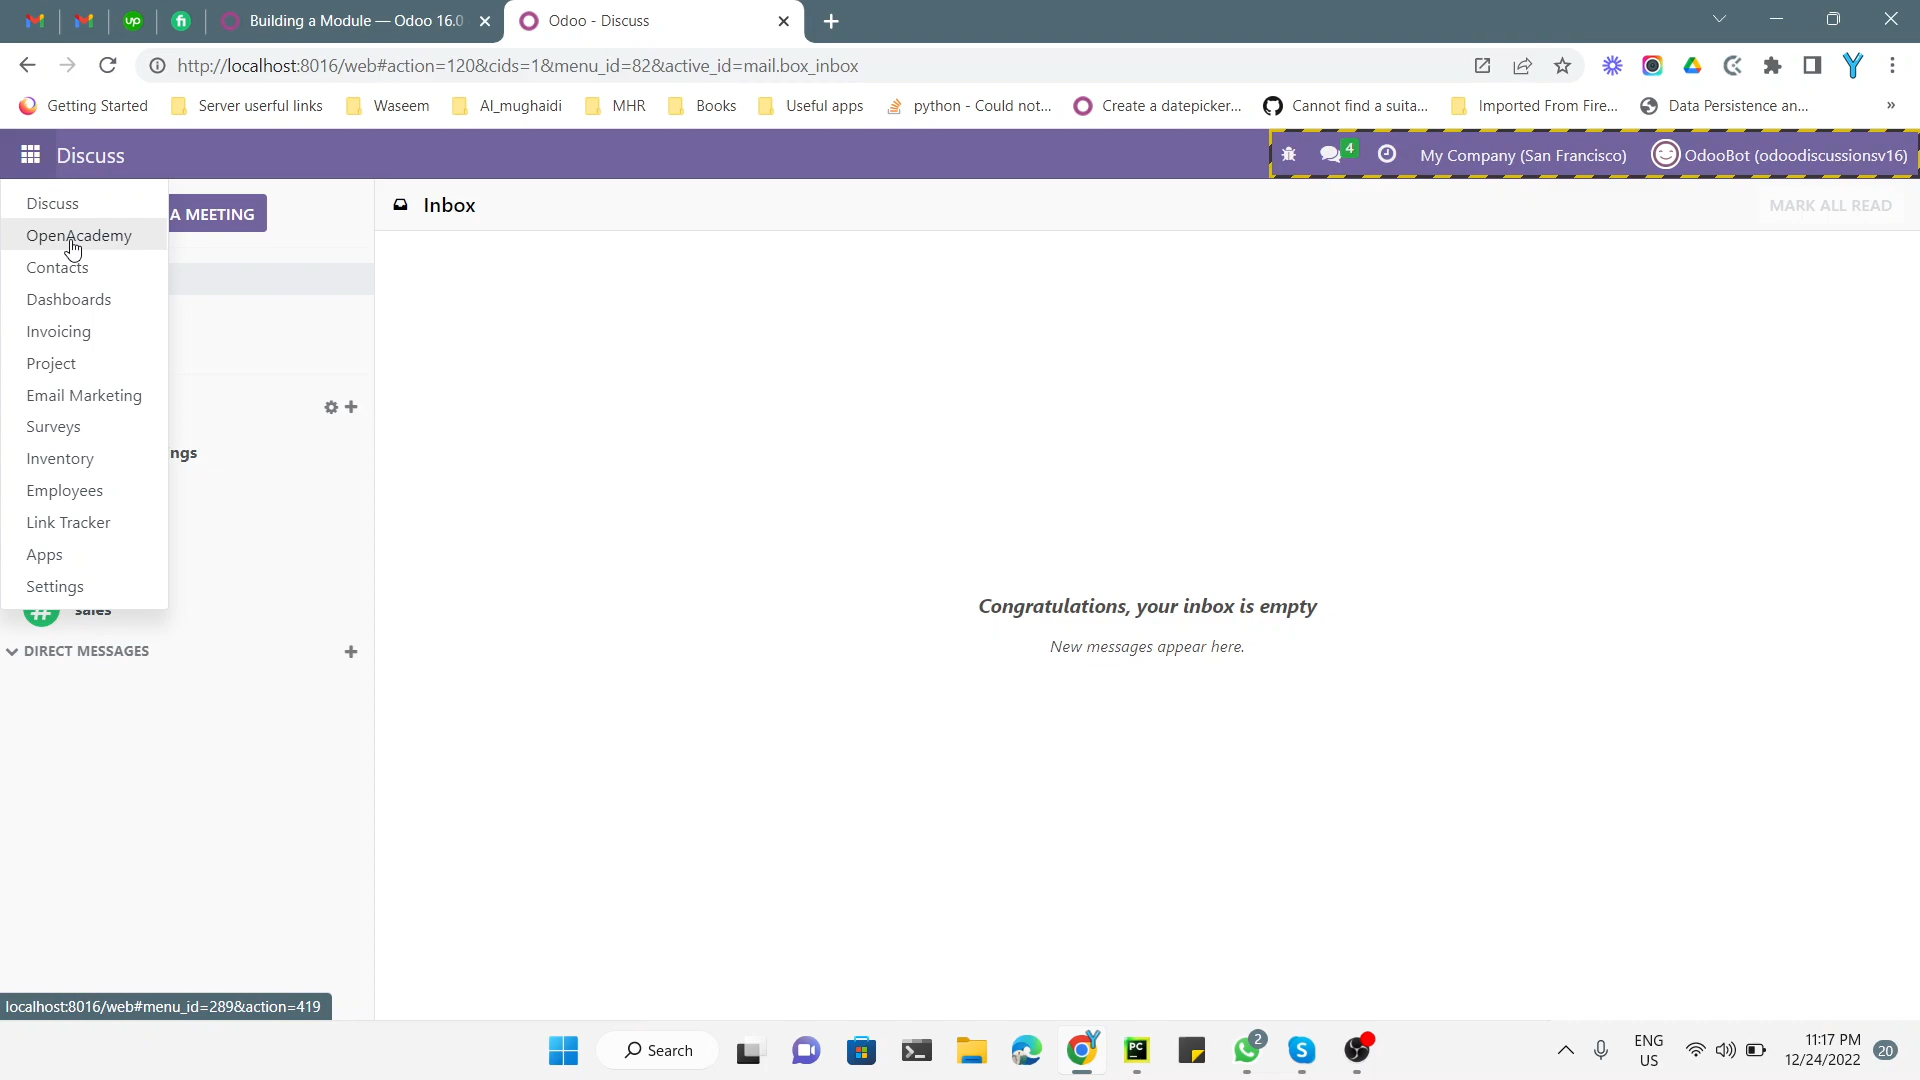 Building a Module — Odoo 16.0
Odoo - Discuss
http://localhost:8016/web#action=120&cids=1&menu_id=82&active_id=mail.box_inbox
Getting Started
Server useful links
Waseem
Al_mughaidi
MHR
Books
Useful apps
python - Could not...
Create a datepicker...
Cannot find a suita...
Imported From Fire...
Data Persistence an...
»
Discuss
4
My Company (San Francisco)
OdooBot (odoodiscussionsv16)
Discuss
OpenAcademy
Contacts
Dashboards
Invoicing
Project
Email Marketing
Surveys
Inventory
Employees
Link Tracker
Apps
Settings
A MEETING
ngs
sales
DIRECT MESSAGES
Inbox
MARK ALL READ
Congratulations, your inbox is empty
New messages appear here.
localhost:8016/web#menu_id=289&action=419
Search
PC
2
S
ENG
US
11:17 PM
12/24/2022
20